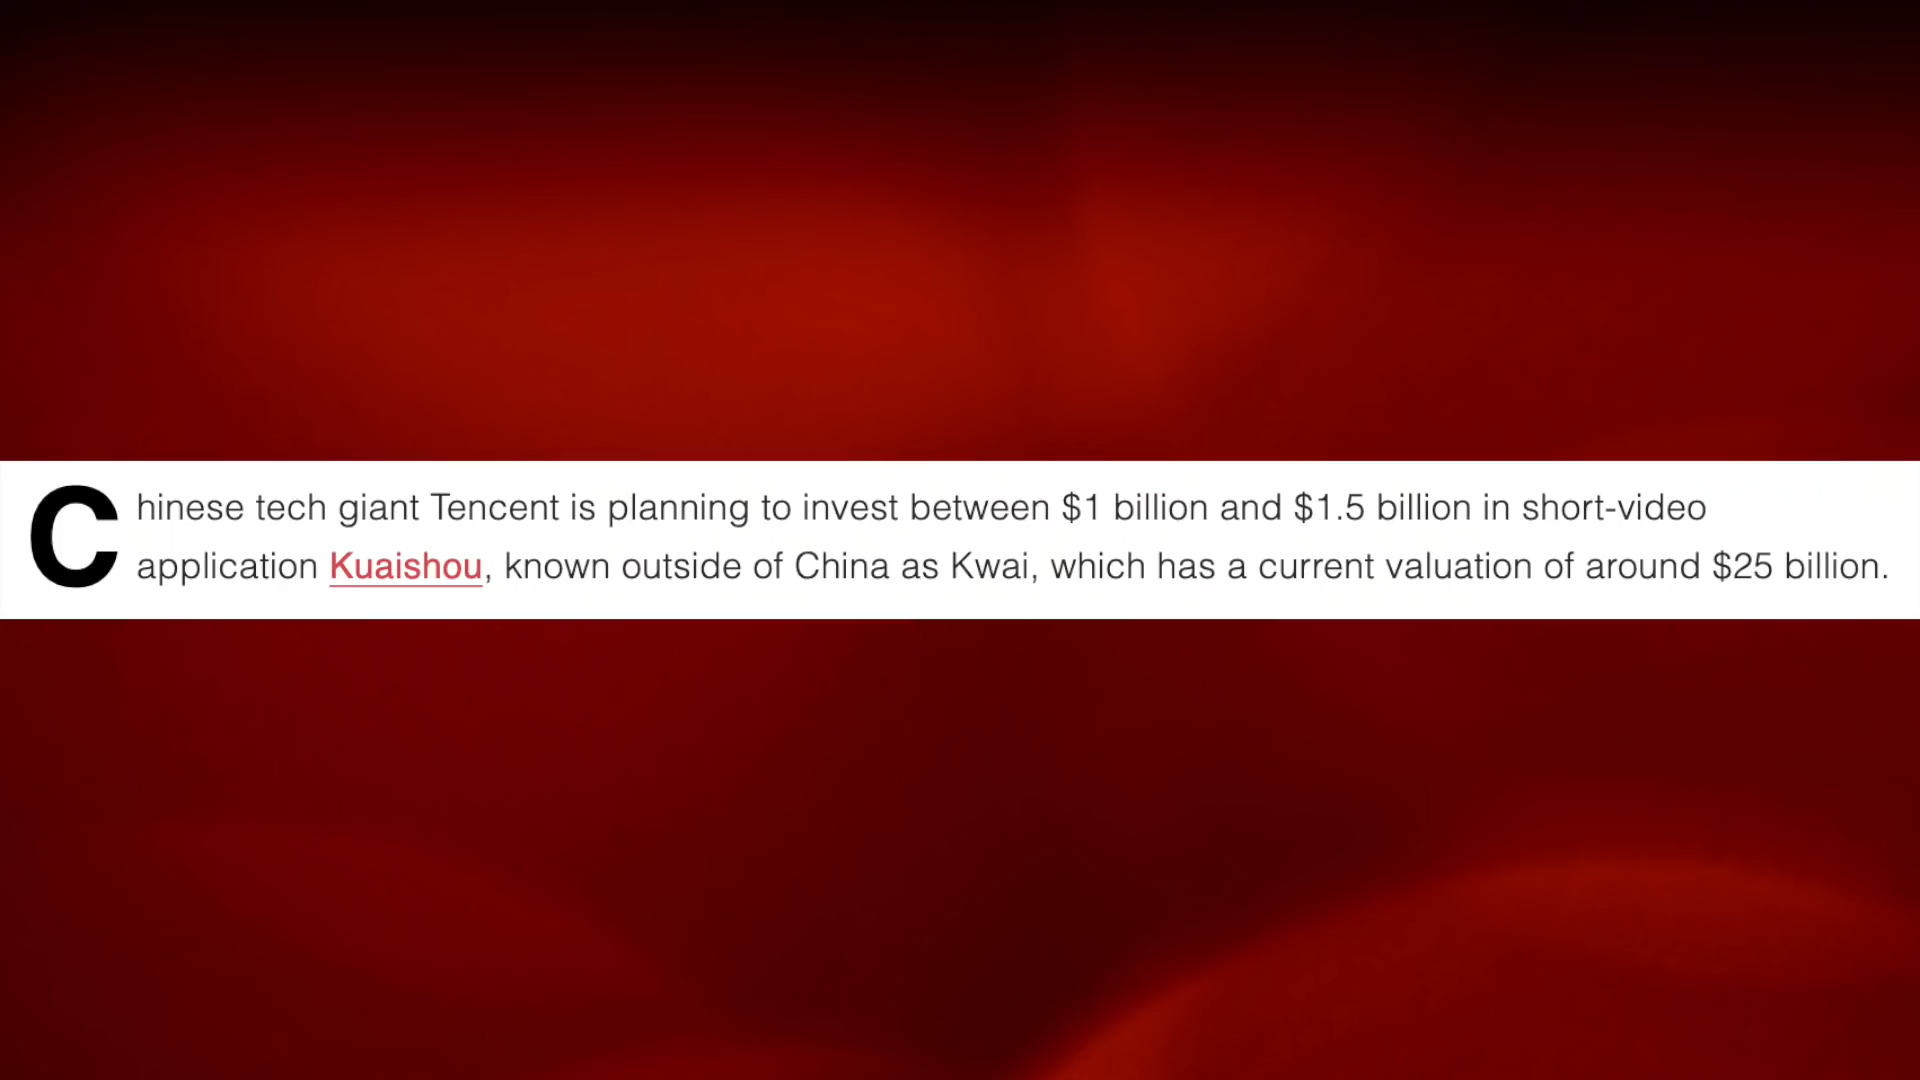 Chinese tech giant Tencent is planning to invest between $1 billion and $1.5 billion in short-video
application Kuaishou, known outside of China as Kwai, which has a current valuation of around $25 billion.